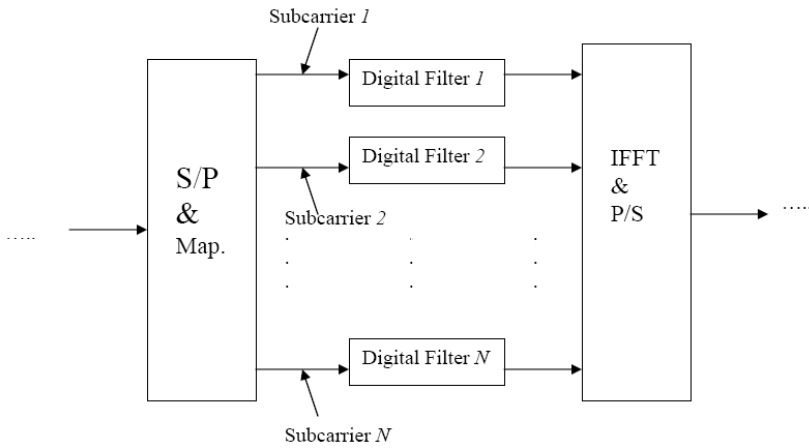 Subcarrier 1
Digital Filter 1
Digital Filter 2
S/P
&
Map.
IFFT
&
P/S
Subcarrier 2
.....
.....
. . .
. . .
. . .
Digital Filter N
Subcarrier N